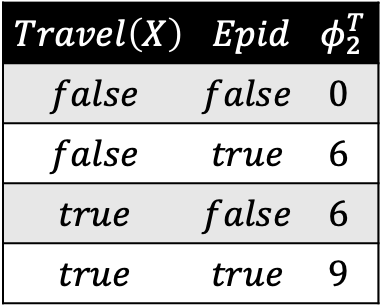 Travel(X) Epid ϕ₂ᵀ
false false 0
false true 6
true false 6
true true 9